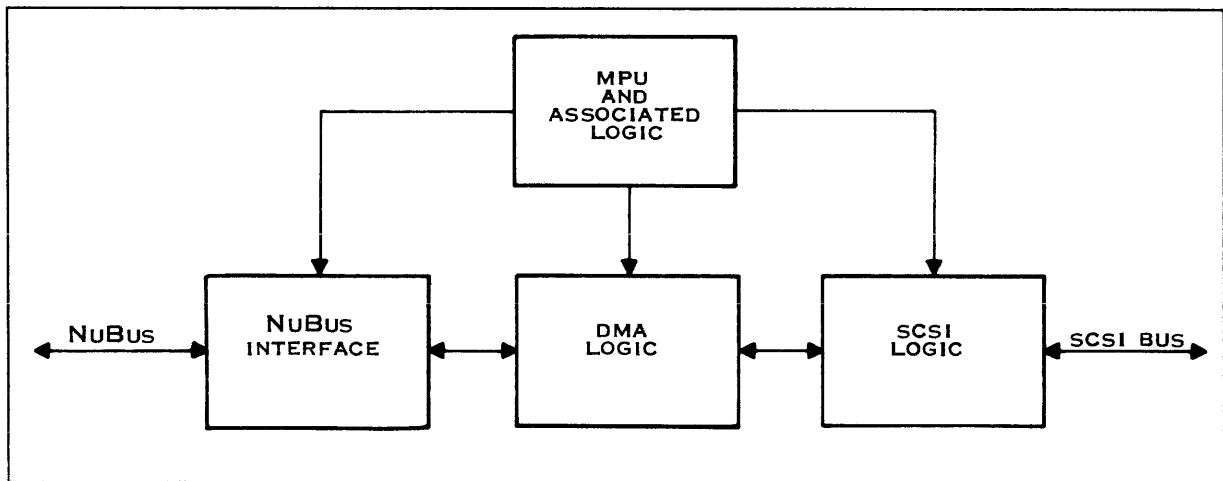 MPU
AND
ASSOCIATED
LOGIC
NUBUS
NUBUS
INTERFACE
DMA
LOGIC
SCSI
LOGIC
SCSI BUS